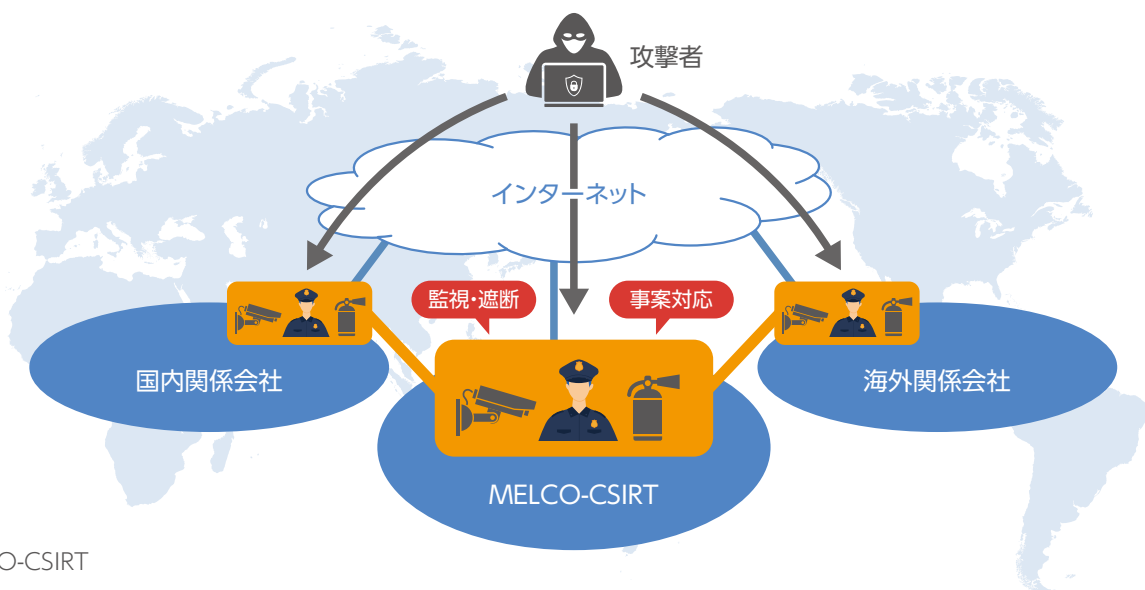 攻撃者
インターネット
監視・遮断
事案対応
国内関係会社
海外関係会社
MELCO-CSIRT
O-CSIRT